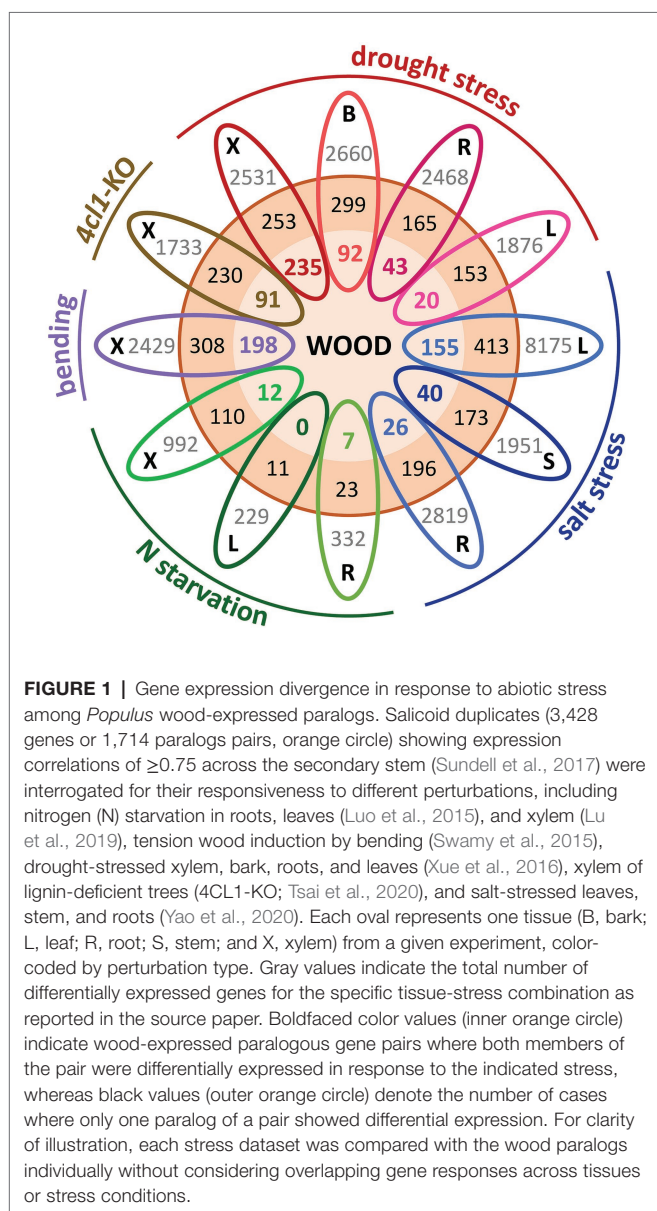 drought stress
B
2660
299
92
R
2468
165
43
L
1876
153
20
155 413 8175 L
40
173
1951
S
salt stress
26
196
2819
R
7
23
332
R
0
11
229
L
N starvation
12
110
992
X
bending
X 2429 308 198
4cl1-KO
X
1733
230
91
X
2531
253
235
WOOD
FIGURE 1 | Gene expression divergence in response to abiotic stress
among Populus wood-expressed paralogs. Salicoid duplicates (3,428
genes or 1,714 paralogs pairs, orange circle) showing expression
correlations of ≥0.75 across the secondary stem (Sundell et al., 2017) were
interrogated for their responsiveness to different perturbations, including
nitrogen (N) starvation in roots, leaves (Luo et al., 2015), and xylem (Lu
et al., 2019), tension wood induction by bending (Swamy et al., 2015),
drought-stressed xylem, bark, roots, and leaves (Xue et al., 2016), xylem of
lignin-deficient trees (4CL1-KO; Tsai et al., 2020), and salt-stressed leaves,
stem, and roots (Yao et al., 2020). Each oval represents one tissue (B, bark;
L, leaf; R, root; S, stem; and X, xylem) from a given experiment, color-
coded by perturbation type. Gray values indicate the total number of
differentially expressed genes for the specific tissue-stress combination as
reported in the source paper. Boldfaced color values (inner orange circle)
indicate wood-expressed paralogous gene pairs where both members of
the pair were differentially expressed in response to the indicated stress,
whereas black values (outer orange circle) denote the number of cases
where only one paralog of a pair showed differential expression. For clarity
of illustration, each stress dataset was compared with the wood paralogs
individually without considering overlapping gene responses across tissues
or stress conditions.